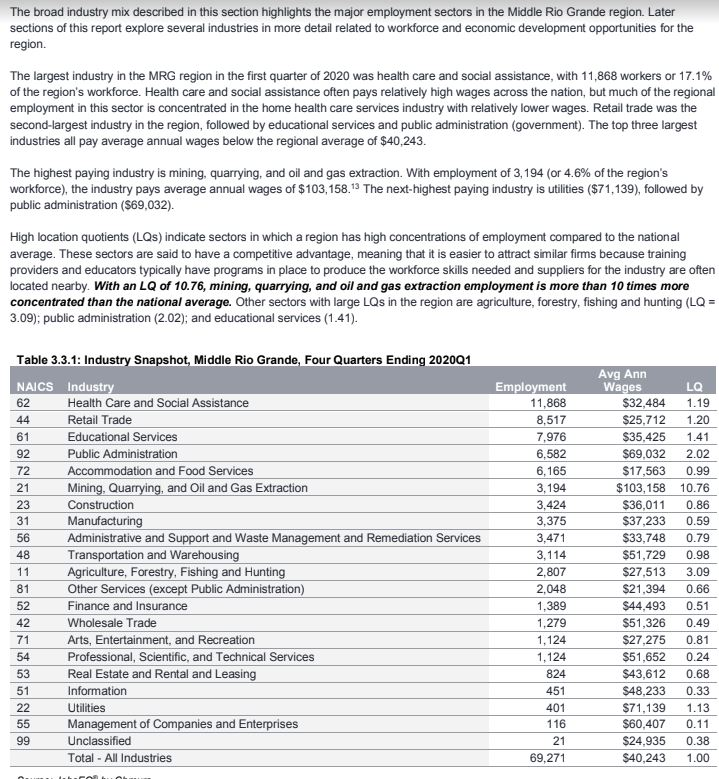 The broad industry mix described in this section highlights the major employment sectors in the Middle Rio Grande region. Later
sections of this report explore several industries in more detail related to workforce and economic development opportunities for the
region.
The largest industry in the MRG region in the first quarter of 2020 was health care and social assistance, with 11,868 workers or 17.1%
of the region's workforce. Health care and social assistance often pays relatively high wages across the nation, but much of the regional
employment in this sector is concentrated in the home health care services industry with relatively lower wages. Retail trade was the
second-largest industry in the region, followed by educational services and public administration (government). The top three largest
industries all pay average annual wages below the regional average of $40,243.
The highest paying industry is mining, quarrying, and oil and gas extraction. With employment of 3,194 (or 4.6% of the region's
workforce), the industry pays average annual wages of $103,158.13 The next-highest paying industry is utilities ($71,139), followed by
public administration ($69,032).
High location quotients (LQs) indicate sectors in which a region has high concentrations of employment compared to the national
average. These sectors are said to have a competitive advantage, meaning that it is easier to attract similar firms because training
providers and educators typically have programs in place to produce the workforce skills needed and suppliers for the industry are often
located nearby. With an LQ of 10.76, mining, quarrying, and oil and gas extraction employment is more than 10 times more
concentrated than the national average. Other sectors with large LQs in the region are agriculture, forestry, fishing and hunting (LQ =
3.09); public administration (2.02); and educational services (1.41).
Table 3.3.1: Industry Snapshot, Middle Rio Grande, Four Quarters Ending 2020Q1
Avg Ann
NAICS Industry Employment Wages LQ
62 Health Care and Social Assistance 11,868 $32,484 1.19
44 Retail Trade 8,517 $25,712 1.20
61 Educational Services 7,976 $35,425 1.41
92 Public Administration 6,582 $69,032 2.02
72 Accommodation and Food Services 6,165 $17,563 0.99
21 Mining, Quarrying, and Oil and Gas Extraction 3,194 $103,158 10.76
23 Construction 3,424 $36,011 0.86
31 Manufacturing 3,375 $37,233 0.59
56 Administrative and Support and Waste Management and Remediation Services 3,471 $33,748 0.79
48 Transportation and Warehousing 3,114 $51,729 0.98
11 Agriculture, Forestry, Fishing and Hunting 2,807 $27,513 3.09
81 Other Services (except Public Administration) 2,048 $21,394 0.66
52 Finance and Insurance 1,389 $44,493 0.51
42 Wholesale Trade 1,279 $51,326 0.49
71 Arts, Entertainment, and Recreation 1,124 $27,275 0.81
54 Professional, Scientific, and Technical Services 1,124 $51,652 0.24
53 Real Estate and Rental and Leasing 824 $43,612 0.68
51 Information 451 $48,233 0.33
22 Utilities 401 $71,139 1.13
55 Management of Companies and Enterprises 116 $60,407 0.11
99 Unclassified 21 $24,935 0.38
Total - All Industries 69,271 $40,243 1.00